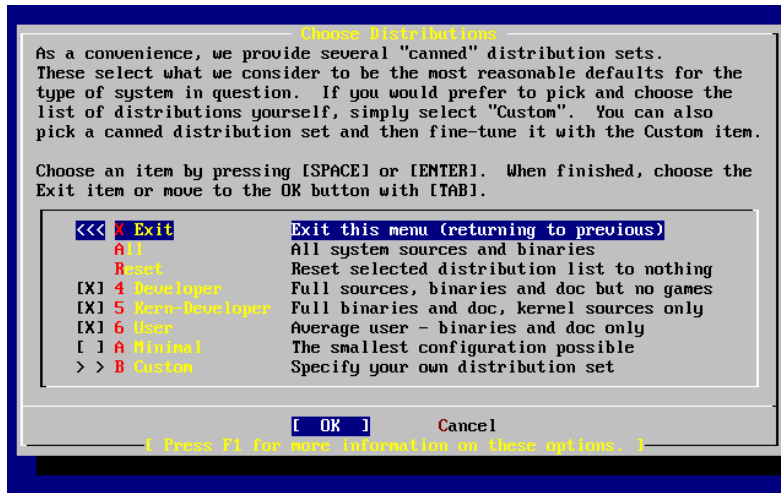 Choose Distributions
As a convenience, we provide several "canned" distribution sets.
These select what we consider to be the most reasonable defaults for the
type of system in question.  If you would prefer to pick and choose the
list of distributions yourself, simply select "Custom".  You can also
pick a canned distribution set and then fine-tune it with the Custom item.
Choose an item by pressing [SPACE] or [ENTER].  When finished, choose the
Exit item or move to the OK button with [TAB].
<<< X Exit Exit this menu (returning to previous)
All All system sources and binaries
Reset Reset selected distribution list to nothing
[X] 4 Developer Full sources, binaries and doc but no games
[X] 5 Kern-Developer Full binaries and doc, kernel sources only
[X] 6 User Average user - binaries and doc only
[ ] A Minimal The smallest configuration possible
> > B Custom Specify your own distribution set
[ OK ] Cancel
[ Press F1 for more information on these options. ]